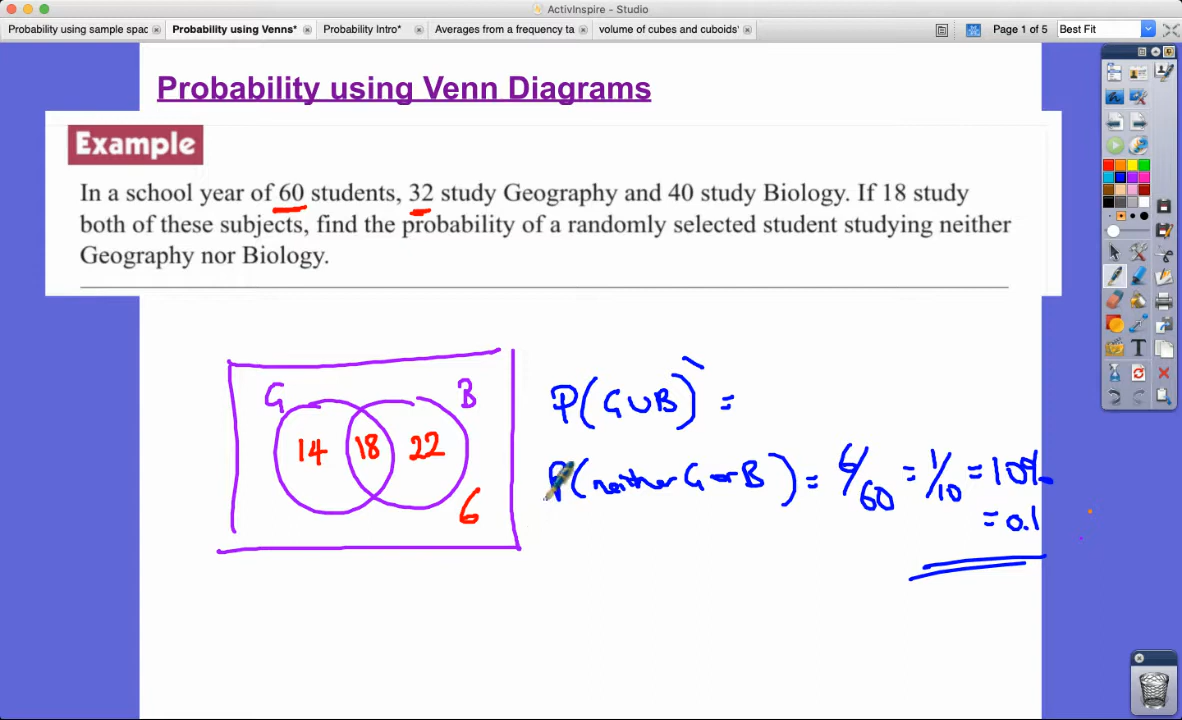 ActivInspire - Studio
Probability using sample spac
Probability using Venns*
Probability Intro*
Averages from a frequency ta
volume of cubes and cuboids'
Page 1 of 5
Best Fit
Probability using Venn Diagrams
Example
In a school year of 60 students, 32 study Geography and 40 study Biology. If 18 study
both of these subjects, find the probability of a randomly selected student studying neither
Geography nor Biology.
G
B
14 18 22
6
P(G∪B)' =
P(neither G or B) = 6/60 = 1/10 = 10%
= 0.1
T